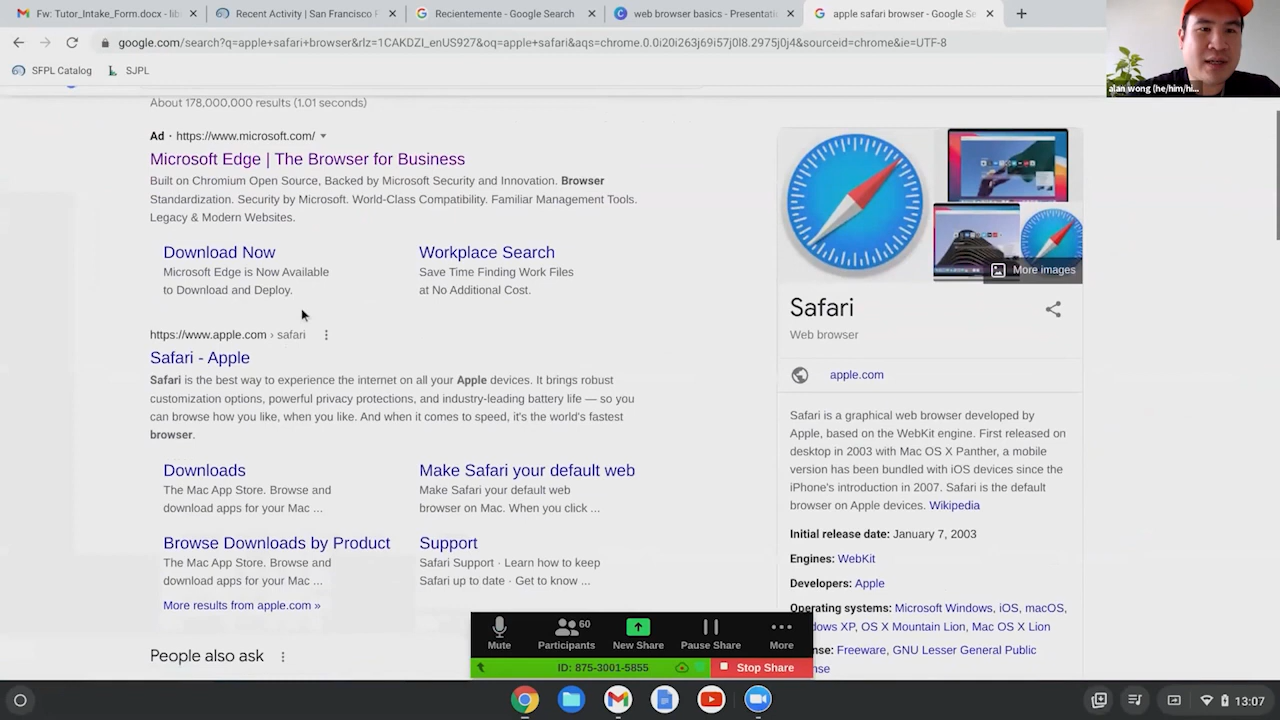 Fw: Tutor_Intake_Form.docx - lib
Recent Activity | San Francisco P
Recientemente - Google Search
web browser basics - Presentati
apple safari browser - Google Se
google.com/search?q=apple+safari+browser&rlz=1CAKDZI_enUS927&oq=apple+safari&aqs=chrome.0.0i20i263j69i57j0l8.2975j0j4&sourceid=chrome&ie=UTF-8
SFPL Catalog
SJPL
alan wong (he/him/hi...
About 178,000,000 results (1.01 seconds)
Ad · https://www.microsoft.com/
Microsoft Edge | The Browser for Business
Built on Chromium Open Source, Backed by Microsoft Security and Innovation. Browser
Standardization. Security by Microsoft. World-Class Compatibility. Familiar Management Tools.
Legacy & Modern Websites.
Download Now
Microsoft Edge is Now Available
to Download and Deploy.
Workplace Search
Save Time Finding Work Files
at No Additional Cost.
https://www.apple.com › safari
Safari - Apple
Safari is the best way to experience the internet on all your Apple devices. It brings robust
customization options, powerful privacy protections, and industry-leading battery life — so you
can browse how you like, when you like. And when it comes to speed, it's the world's fastest
browser.
Downloads
The Mac App Store. Browse and
download apps for your Mac ...
Make Safari your default web
Make Safari your default web
browser on Mac. When you click ...
Browse Downloads by Product
The Mac App Store. Browse and
download apps for your Mac ...
Support
Safari Support · Learn how to keep
Safari up to date · Get to know ...
More results from apple.com »
People also ask
More images
Safari
Web browser
apple.com
Safari is a graphical web browser developed by
Apple, based on the WebKit engine. First released on
desktop in 2003 with Mac OS X Panther, a mobile
version has been bundled with iOS devices since the
iPhone's introduction in 2007. Safari is the default
browser on Apple devices. Wikipedia
Initial release date: January 7, 2003
Engines: WebKit
Developers: Apple
Operating systems: Microsoft Windows, iOS, macOS,
dows XP, OS X Mountain Lion, Mac OS X Lion
nse: Freeware, GNU Lesser General Public
nse
Mute
Participants
60
New Share
Pause Share
More
ID: 875-3001-5855
Stop Share
13:07